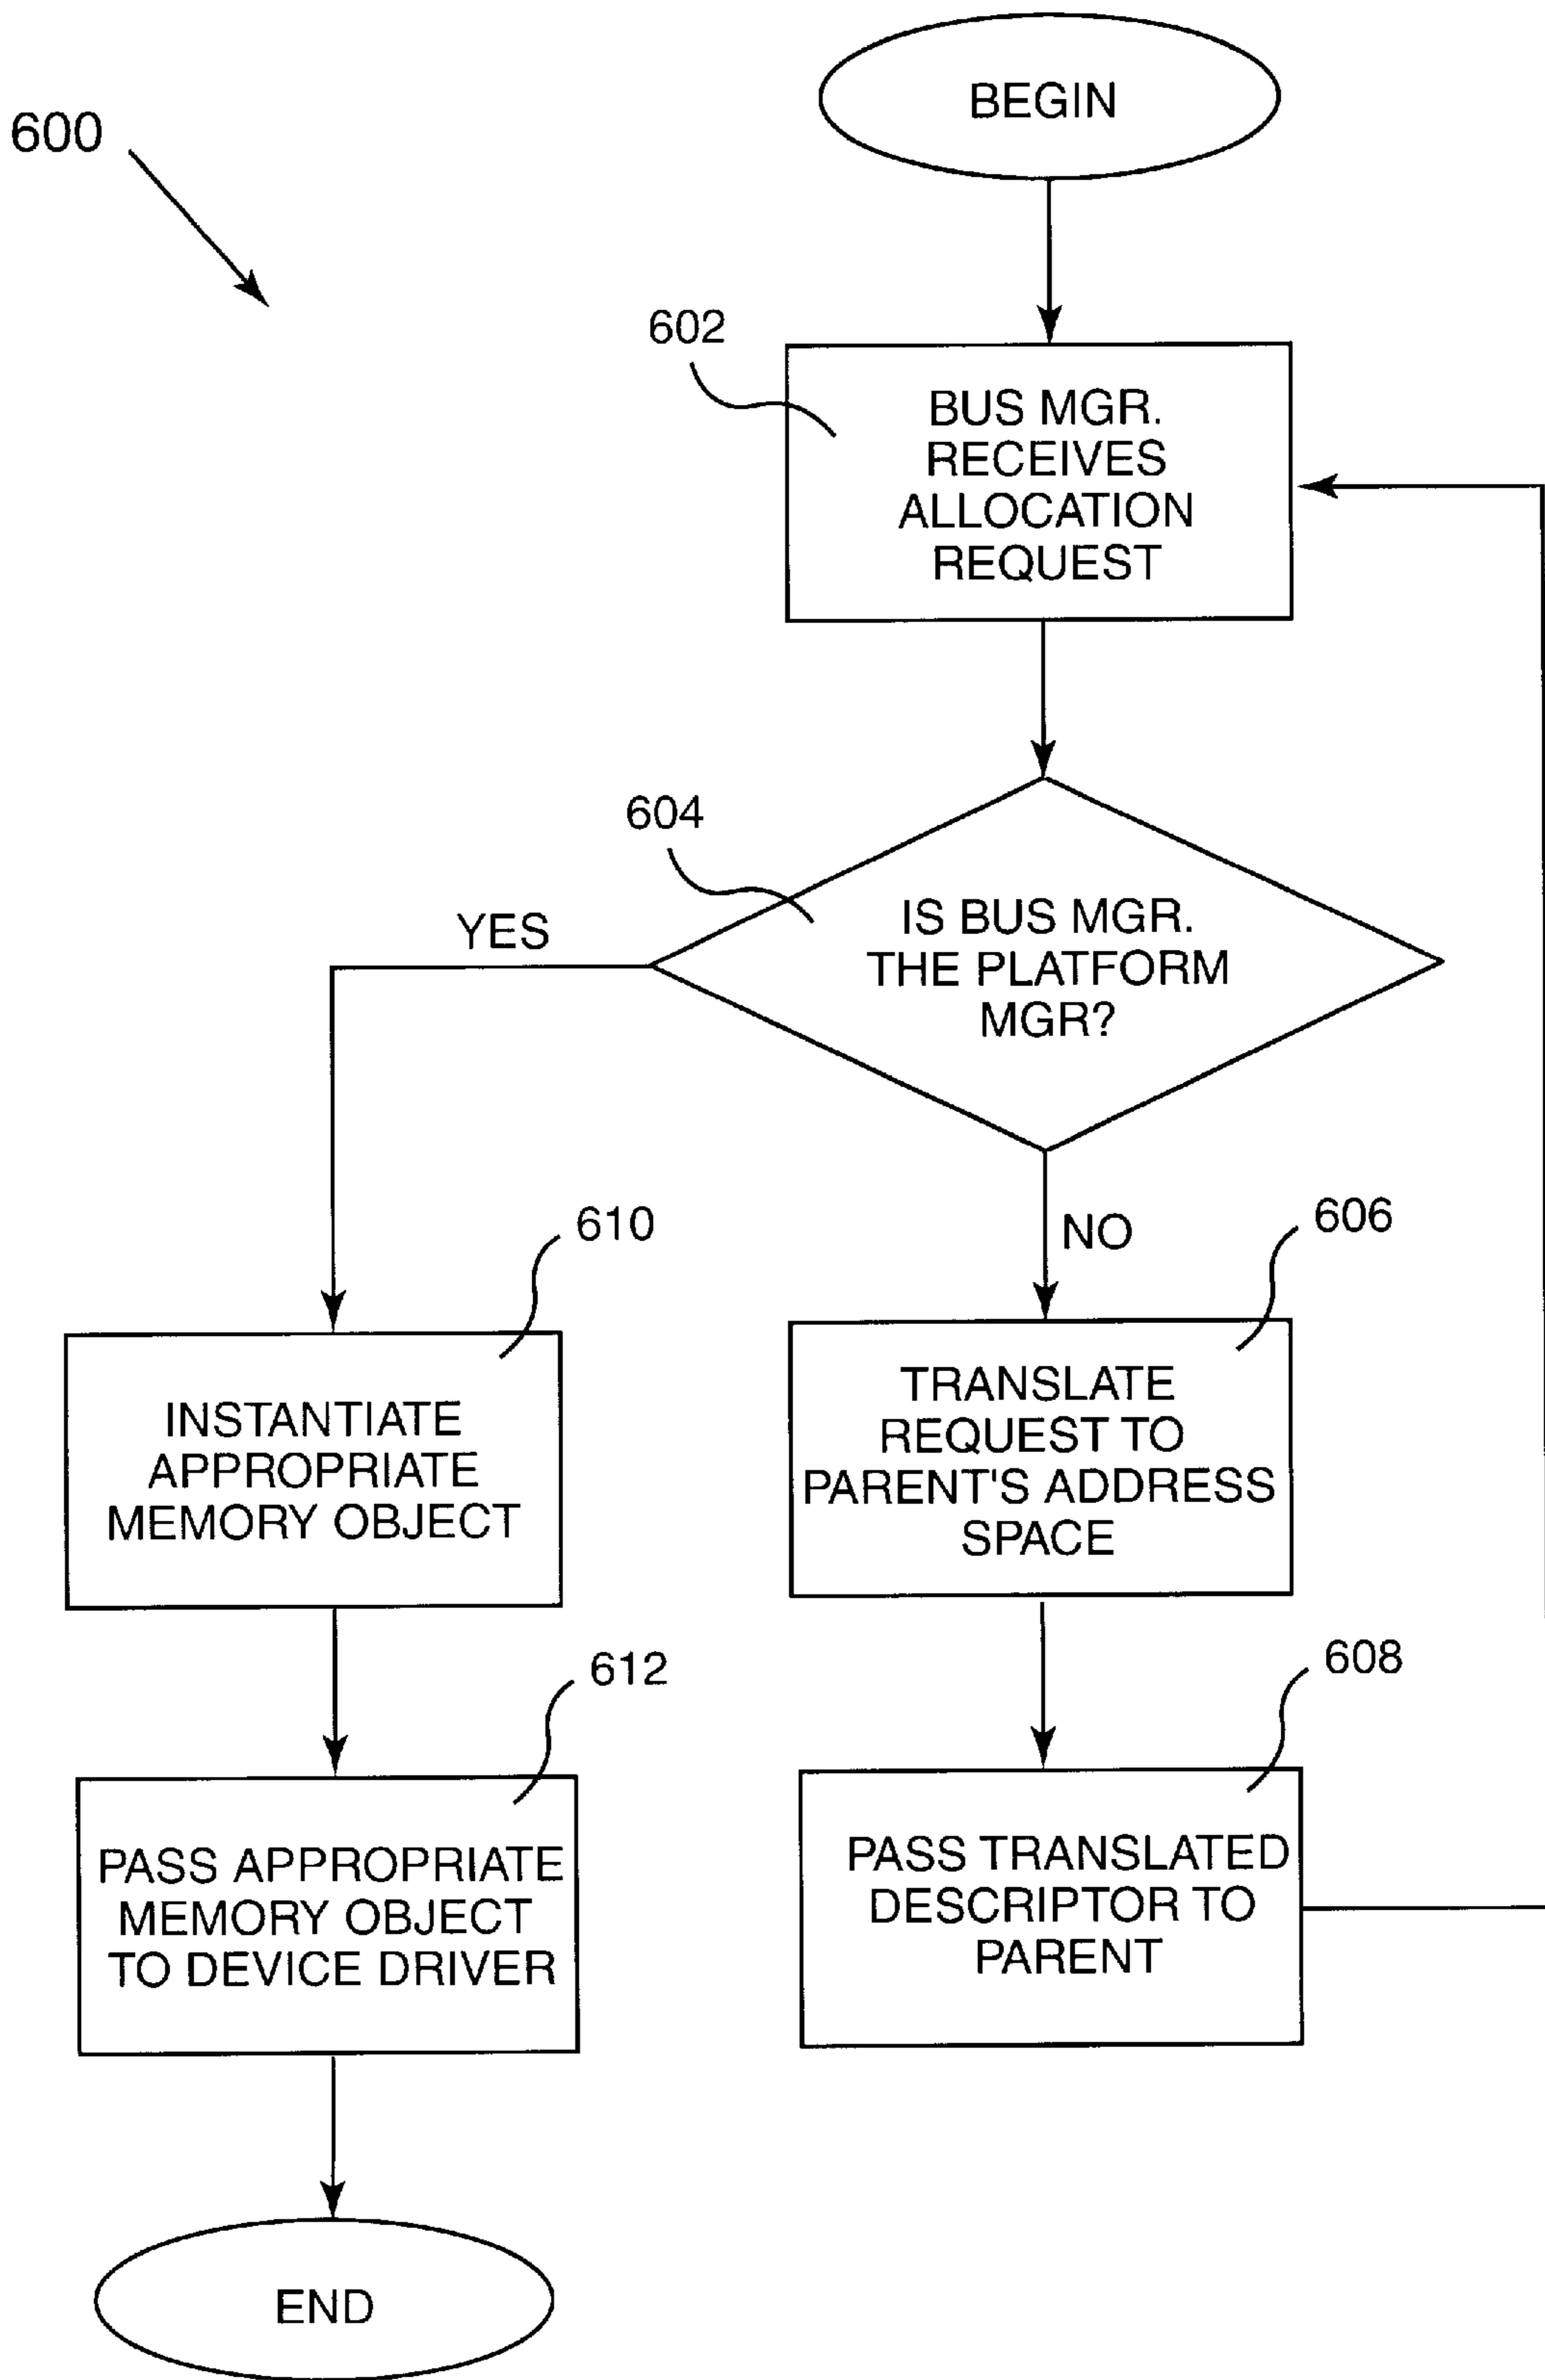 600
BEGIN
602
BUS MGR.
RECEIVES
ALLOCATION
REQUEST
604
IS BUS MGR.
THE PLATFORM
MGR?
YES
NO
606
TRANSLATE
REQUEST TO
PARENT'S ADDRESS
SPACE
608
PASS TRANSLATED
DESCRIPTOR TO
PARENT
610
INSTANTIATE
APPROPRIATE
MEMORY OBJECT
612
PASS APPROPRIATE
MEMORY OBJECT
TO DEVICE DRIVER
END